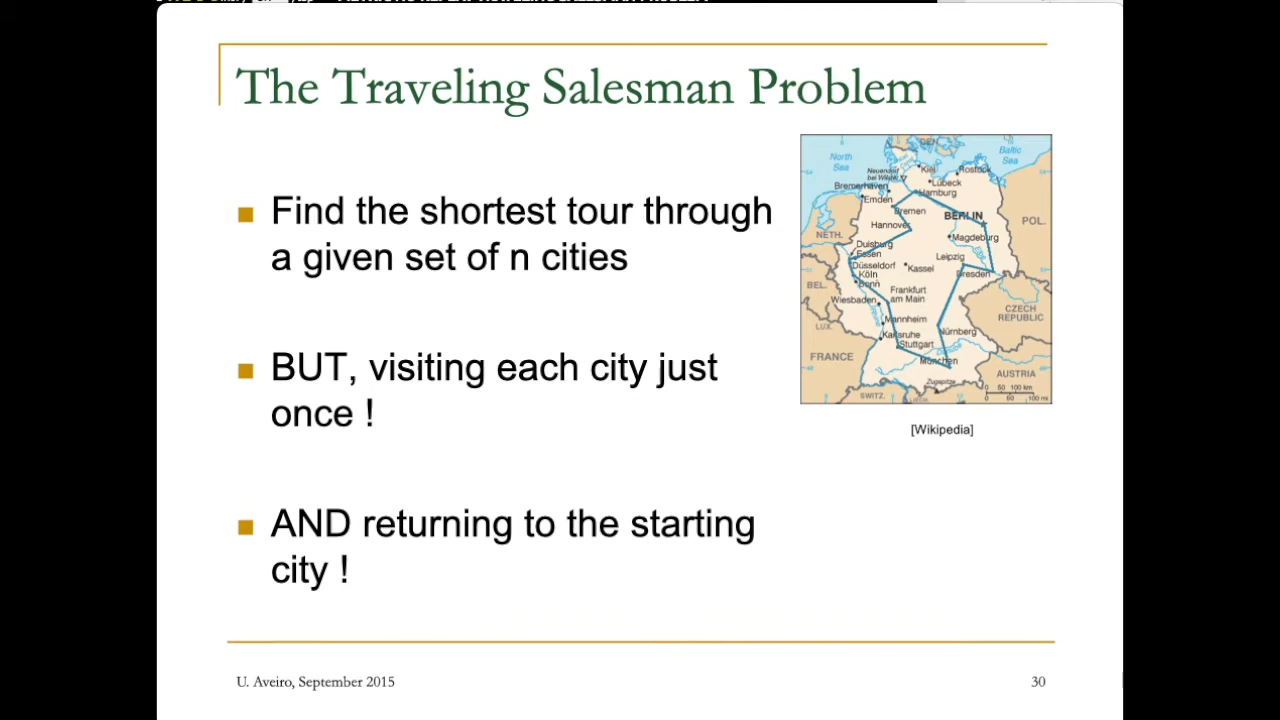 The Traveling Salesman Problem
Find the shortest tour through
a given set of n cities
BUT, visiting each city just
once !
AND returning to the starting
city !
North
Sea
DEN.
Baltic
Sea
Kiel
Rostock
Lübeck
Bremerhaven
Hamburg
Emden
Bremen
BERLIN
POL.
Hannover
NETH.
Magdeburg
Duisburg
Essen
Leipzig
Düsseldorf
Kassel
Dresden
Köln
Bonn
BEL.
Frankfurt
am Main
Wiesbaden
CZECH
REPUBLIC
Mannheim
LUX.
Nürnberg
Karlsruhe
Stuttgart
FRANCE
München
AUSTRIA
Zugspitze
SWITZ.
0 50 100 km
0 50 100 mi
[Wikipedia]
U. Aveiro, September 2015
30